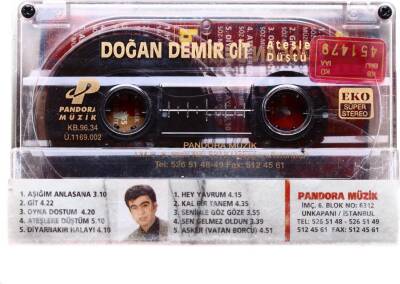 DOĞAN DEMİR GİT
Ateşle
Düştü
KB
451479
PANDORA
MÜZİK
KB.96.34
Ü.1169.002
EKO
SUPER
STEREO
PANDORA MÜZİK
Tel: 526 51 48-49 Fax: 512 45 61
1. AŞIĞIM ANLASANA 3.10
2. GİT 4.22
3. OYNA DOSTUM 4.20
4. ATEŞLERE DÜŞTÜM 5.10
5. DİYARBAKIR HALAYI 4.10
1. HEY YAVRUM 4.15
2. KAL BİR TANEM 4.35
3. SENİNLE GÖZ GÖZE 3.55
4. SEN GELMEZ OLDUN 3.39
5. ASKER (VATAN BORCU) 4.51
PANDORA MÜZİK
İMÇ. 6. BLOK NO: 6312
UNKAPANI / İSTANBUL
TEL: 526 51 48 - 526 51 49
512 45 61 FAX: 512 45 61